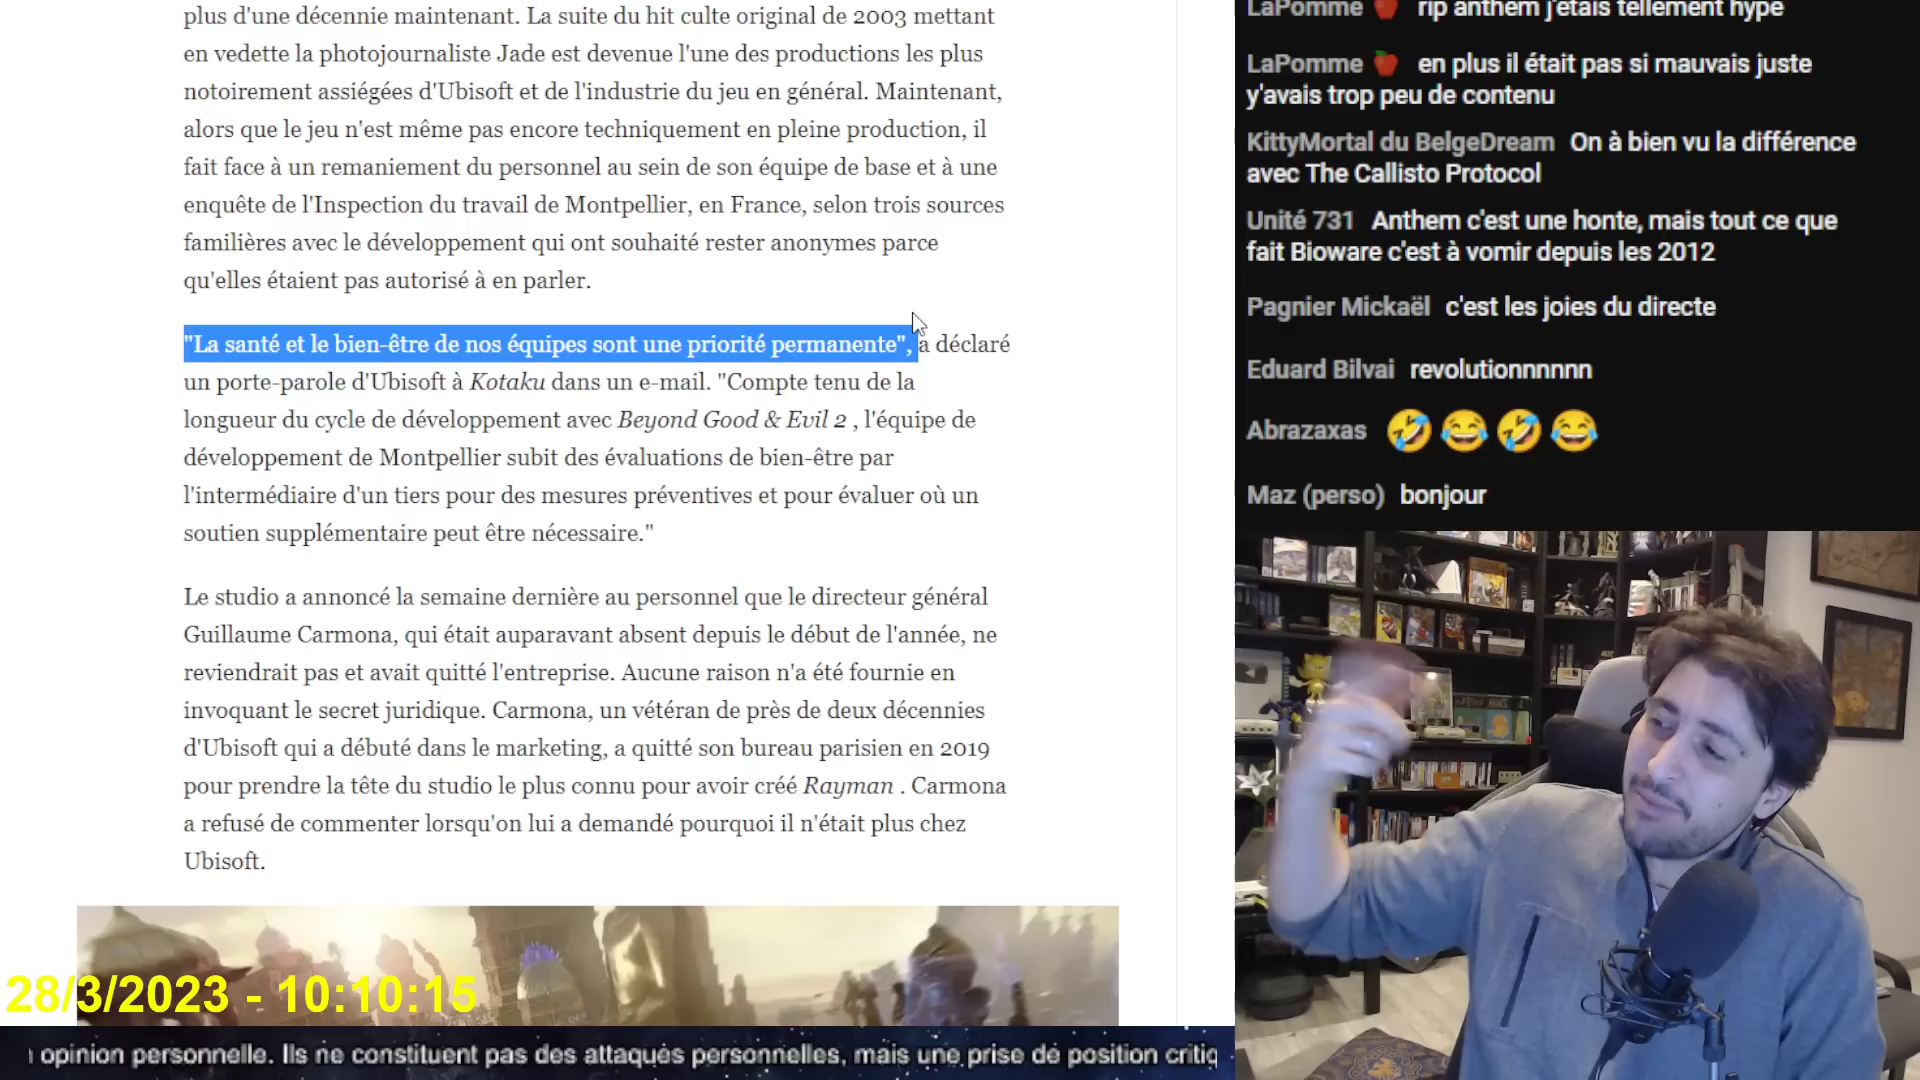 plus d'une décennie maintenant. La suite du hit culte original de 2003 mettant
en vedette la photojournaliste Jade est devenue l'une des productions les plus
notoirement assiégées d'Ubisoft et de l'industrie du jeu en général. Maintenant,
alors que le jeu n'est même pas encore techniquement en pleine production, il
fait face à un remaniement du personnel au sein de son équipe de base et à une
enquête de l'Inspection du travail de Montpellier, en France, selon trois sources
familières avec le développement qui ont souhaité rester anonymes parce
qu'elles étaient pas autorisé à en parler.
"La santé et le bien-être de nos équipes sont une priorité permanente", a déclaré
un porte-parole d'Ubisoft à Kotaku dans un e-mail. "Compte tenu de la
longueur du cycle de développement avec Beyond Good & Evil 2 , l'équipe de
développement de Montpellier subit des évaluations de bien-être par
l'intermédiaire d'un tiers pour des mesures préventives et pour évaluer où un
soutien supplémentaire peut être nécessaire."
Le studio a annoncé la semaine dernière au personnel que le directeur général
Guillaume Carmona, qui était auparavant absent depuis le début de l'année, ne
reviendrait pas et avait quitté l'entreprise. Aucune raison n'a été fournie en
invoquant le secret juridique. Carmona, un vétéran de près de deux décennies
d'Ubisoft qui a débuté dans le marketing, a quitté son bureau parisien en 2019
pour prendre la tête du studio le plus connu pour avoir créé Rayman . Carmona
a refusé de commenter lorsqu'on lui a demandé pourquoi il n'était plus chez
Ubisoft.
28/3/2023 - 10:10:15
opinion personnelle. Ils ne constituent pas des attaques personnelles, mais une prise de position critiq
LaPomme rip anthem j'étais tellement hype
LaPomme en plus il était pas si mauvais juste
y'avais trop peu de contenu
KittyMortal du BelgeDream On à bien vu la différence
avec The Callisto Protocol
Unité 731 Anthem c'est une honte, mais tout ce que
fait Bioware c'est à vomir depuis les 2012
Pagnier Mickaël c'est les joies du directe
Eduard Bilvai revolutionnnnnn
Abrazaxas 🤣😂🤣😂
Maz (perso) bonjour